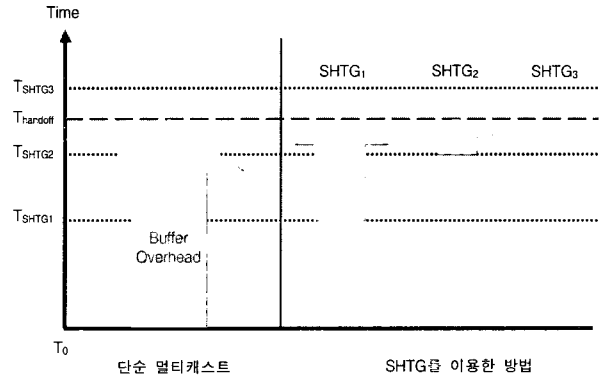 Time
SHTG1 SHTG2 SHTG3
TSHTG3
Thandoff
TSHTG2
TSHTG1
Buffer
Overhead
T0
단순 멀티캐스트 SHTG를 이용한 방법